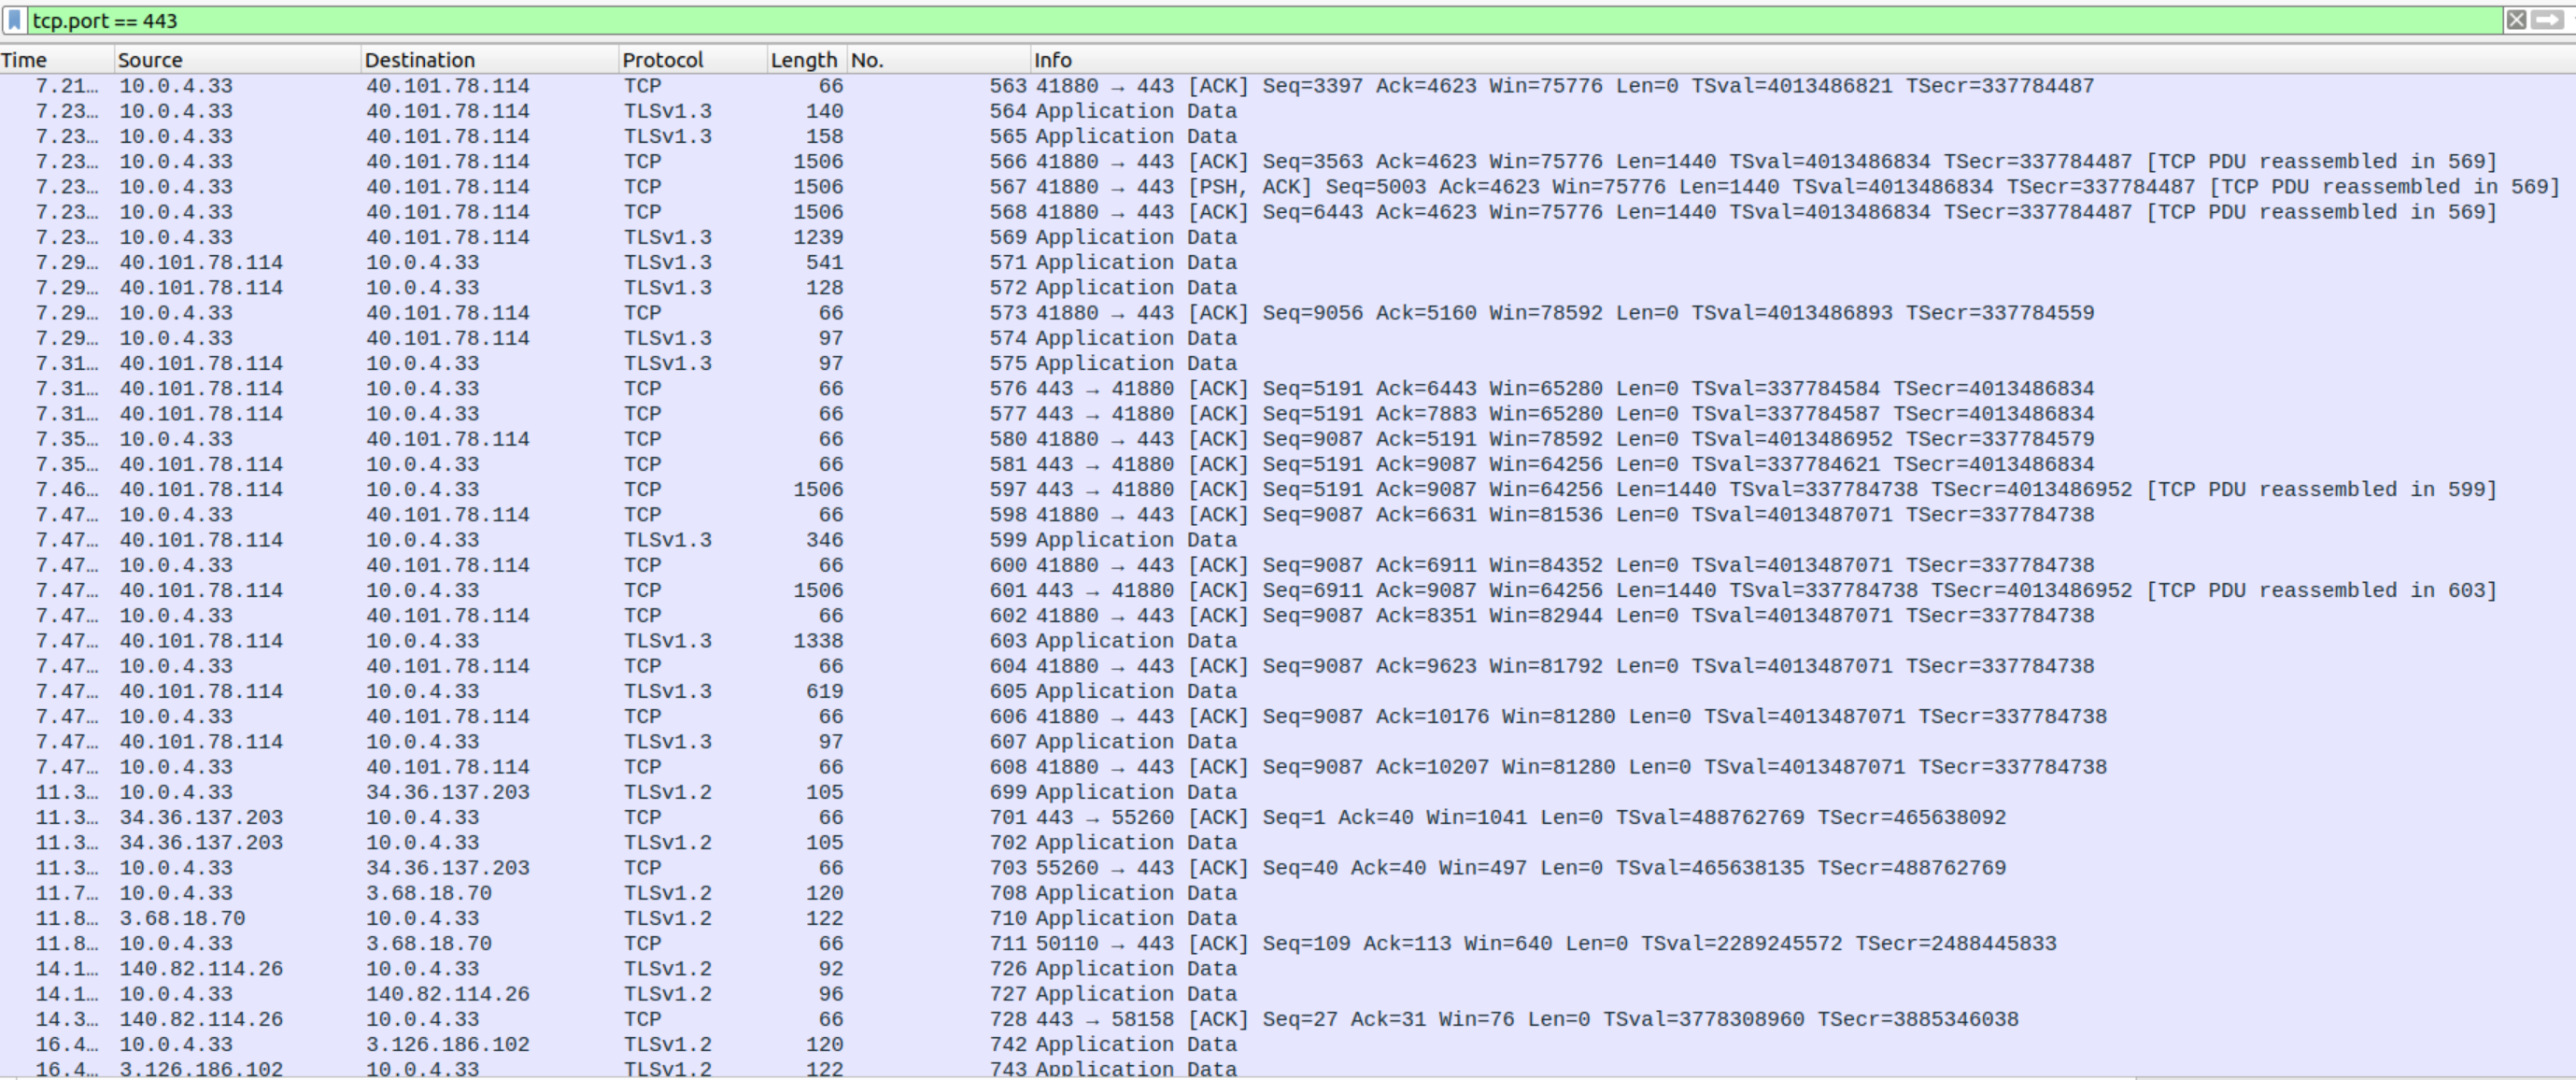 tcp.port == 443
Time Source Destination Protocol Length No. Info
7.21… 10.0.4.33 40.101.78.114 TCP 66 563 41880 → 443 [ACK] Seq=3397 Ack=4623 Win=75776 Len=0 TSval=4013486821 TSecr=337784487
7.23… 10.0.4.33 40.101.78.114 TLSv1.3 140 564 Application Data
7.23… 10.0.4.33 40.101.78.114 TLSv1.3 158 565 Application Data
7.23… 10.0.4.33 40.101.78.114 TCP 1506 566 41880 → 443 [ACK] Seq=3563 Ack=4623 Win=75776 Len=1440 TSval=4013486834 TSecr=337784487 [TCP PDU reassembled in 569]
7.23… 10.0.4.33 40.101.78.114 TCP 1506 567 41880 → 443 [PSH, ACK] Seq=5003 Ack=4623 Win=75776 Len=1440 TSval=4013486834 TSecr=337784487 [TCP PDU reassembled in 569]
7.23… 10.0.4.33 40.101.78.114 TCP 1506 568 41880 → 443 [ACK] Seq=6443 Ack=4623 Win=75776 Len=1440 TSval=4013486834 TSecr=337784487 [TCP PDU reassembled in 569]
7.23… 10.0.4.33 40.101.78.114 TLSv1.3 1239 569 Application Data
7.29… 40.101.78.114 10.0.4.33 TLSv1.3 541 571 Application Data
7.29… 40.101.78.114 10.0.4.33 TLSv1.3 128 572 Application Data
7.29… 10.0.4.33 40.101.78.114 TCP 66 573 41880 → 443 [ACK] Seq=9056 Ack=5160 Win=78592 Len=0 TSval=4013486893 TSecr=337784559
7.29… 10.0.4.33 40.101.78.114 TLSv1.3 97 574 Application Data
7.31… 40.101.78.114 10.0.4.33 TLSv1.3 97 575 Application Data
7.31… 40.101.78.114 10.0.4.33 TCP 66 576 443 → 41880 [ACK] Seq=5191 Ack=6443 Win=65280 Len=0 TSval=337784584 TSecr=4013486834
7.31… 40.101.78.114 10.0.4.33 TCP 66 577 443 → 41880 [ACK] Seq=5191 Ack=7883 Win=65280 Len=0 TSval=337784587 TSecr=4013486834
7.35… 10.0.4.33 40.101.78.114 TCP 66 580 41880 → 443 [ACK] Seq=9087 Ack=5191 Win=78592 Len=0 TSval=4013486952 TSecr=337784579
7.35… 40.101.78.114 10.0.4.33 TCP 66 581 443 → 41880 [ACK] Seq=5191 Ack=9087 Win=64256 Len=0 TSval=337784621 TSecr=4013486834
7.46… 40.101.78.114 10.0.4.33 TCP 1506 597 443 → 41880 [ACK] Seq=5191 Ack=9087 Win=64256 Len=1440 TSval=337784738 TSecr=4013486952 [TCP PDU reassembled in 599]
7.47… 10.0.4.33 40.101.78.114 TCP 66 598 41880 → 443 [ACK] Seq=9087 Ack=6631 Win=81536 Len=0 TSval=4013487071 TSecr=337784738
7.47… 40.101.78.114 10.0.4.33 TLSv1.3 346 599 Application Data
7.47… 10.0.4.33 40.101.78.114 TCP 66 600 41880 → 443 [ACK] Seq=9087 Ack=6911 Win=84352 Len=0 TSval=4013487071 TSecr=337784738
7.47… 40.101.78.114 10.0.4.33 TCP 1506 601 443 → 41880 [ACK] Seq=6911 Ack=9087 Win=64256 Len=1440 TSval=337784738 TSecr=4013486952 [TCP PDU reassembled in 603]
7.47… 10.0.4.33 40.101.78.114 TCP 66 602 41880 → 443 [ACK] Seq=9087 Ack=8351 Win=82944 Len=0 TSval=4013487071 TSecr=337784738
7.47… 40.101.78.114 10.0.4.33 TLSv1.3 1338 603 Application Data
7.47… 10.0.4.33 40.101.78.114 TCP 66 604 41880 → 443 [ACK] Seq=9087 Ack=9623 Win=81792 Len=0 TSval=4013487071 TSecr=337784738
7.47… 40.101.78.114 10.0.4.33 TLSv1.3 619 605 Application Data
7.47… 10.0.4.33 40.101.78.114 TCP 66 606 41880 → 443 [ACK] Seq=9087 Ack=10176 Win=81280 Len=0 TSval=4013487071 TSecr=337784738
7.47… 40.101.78.114 10.0.4.33 TLSv1.3 97 607 Application Data
7.47… 10.0.4.33 40.101.78.114 TCP 66 608 41880 → 443 [ACK] Seq=9087 Ack=10207 Win=81280 Len=0 TSval=4013487071 TSecr=337784738
11.3… 10.0.4.33 34.36.137.203 TLSv1.2 105 699 Application Data
11.3… 34.36.137.203 10.0.4.33 TCP 66 701 443 → 55260 [ACK] Seq=1 Ack=40 Win=1041 Len=0 TSval=488762769 TSecr=465638092
11.3… 34.36.137.203 10.0.4.33 TLSv1.2 105 702 Application Data
11.3… 10.0.4.33 34.36.137.203 TCP 66 703 55260 → 443 [ACK] Seq=40 Ack=40 Win=497 Len=0 TSval=465638135 TSecr=488762769
11.7… 10.0.4.33 3.68.18.70 TLSv1.2 120 708 Application Data
11.8… 3.68.18.70 10.0.4.33 TLSv1.2 122 710 Application Data
11.8… 10.0.4.33 3.68.18.70 TCP 66 711 50110 → 443 [ACK] Seq=109 Ack=113 Win=640 Len=0 TSval=2289245572 TSecr=2488445833
14.1… 140.82.114.26 10.0.4.33 TLSv1.2 92 726 Application Data
14.1… 10.0.4.33 140.82.114.26 TLSv1.2 96 727 Application Data
14.3… 140.82.114.26 10.0.4.33 TCP 66 728 443 → 58158 [ACK] Seq=27 Ack=31 Win=76 Len=0 TSval=3778308960 TSecr=3885346038
16.4… 10.0.4.33 3.126.186.102 TLSv1.2 120 742 Application Data
16.4… 3.126.186.102 10.0.4.33 TLSv1.2 122 743 Application Data